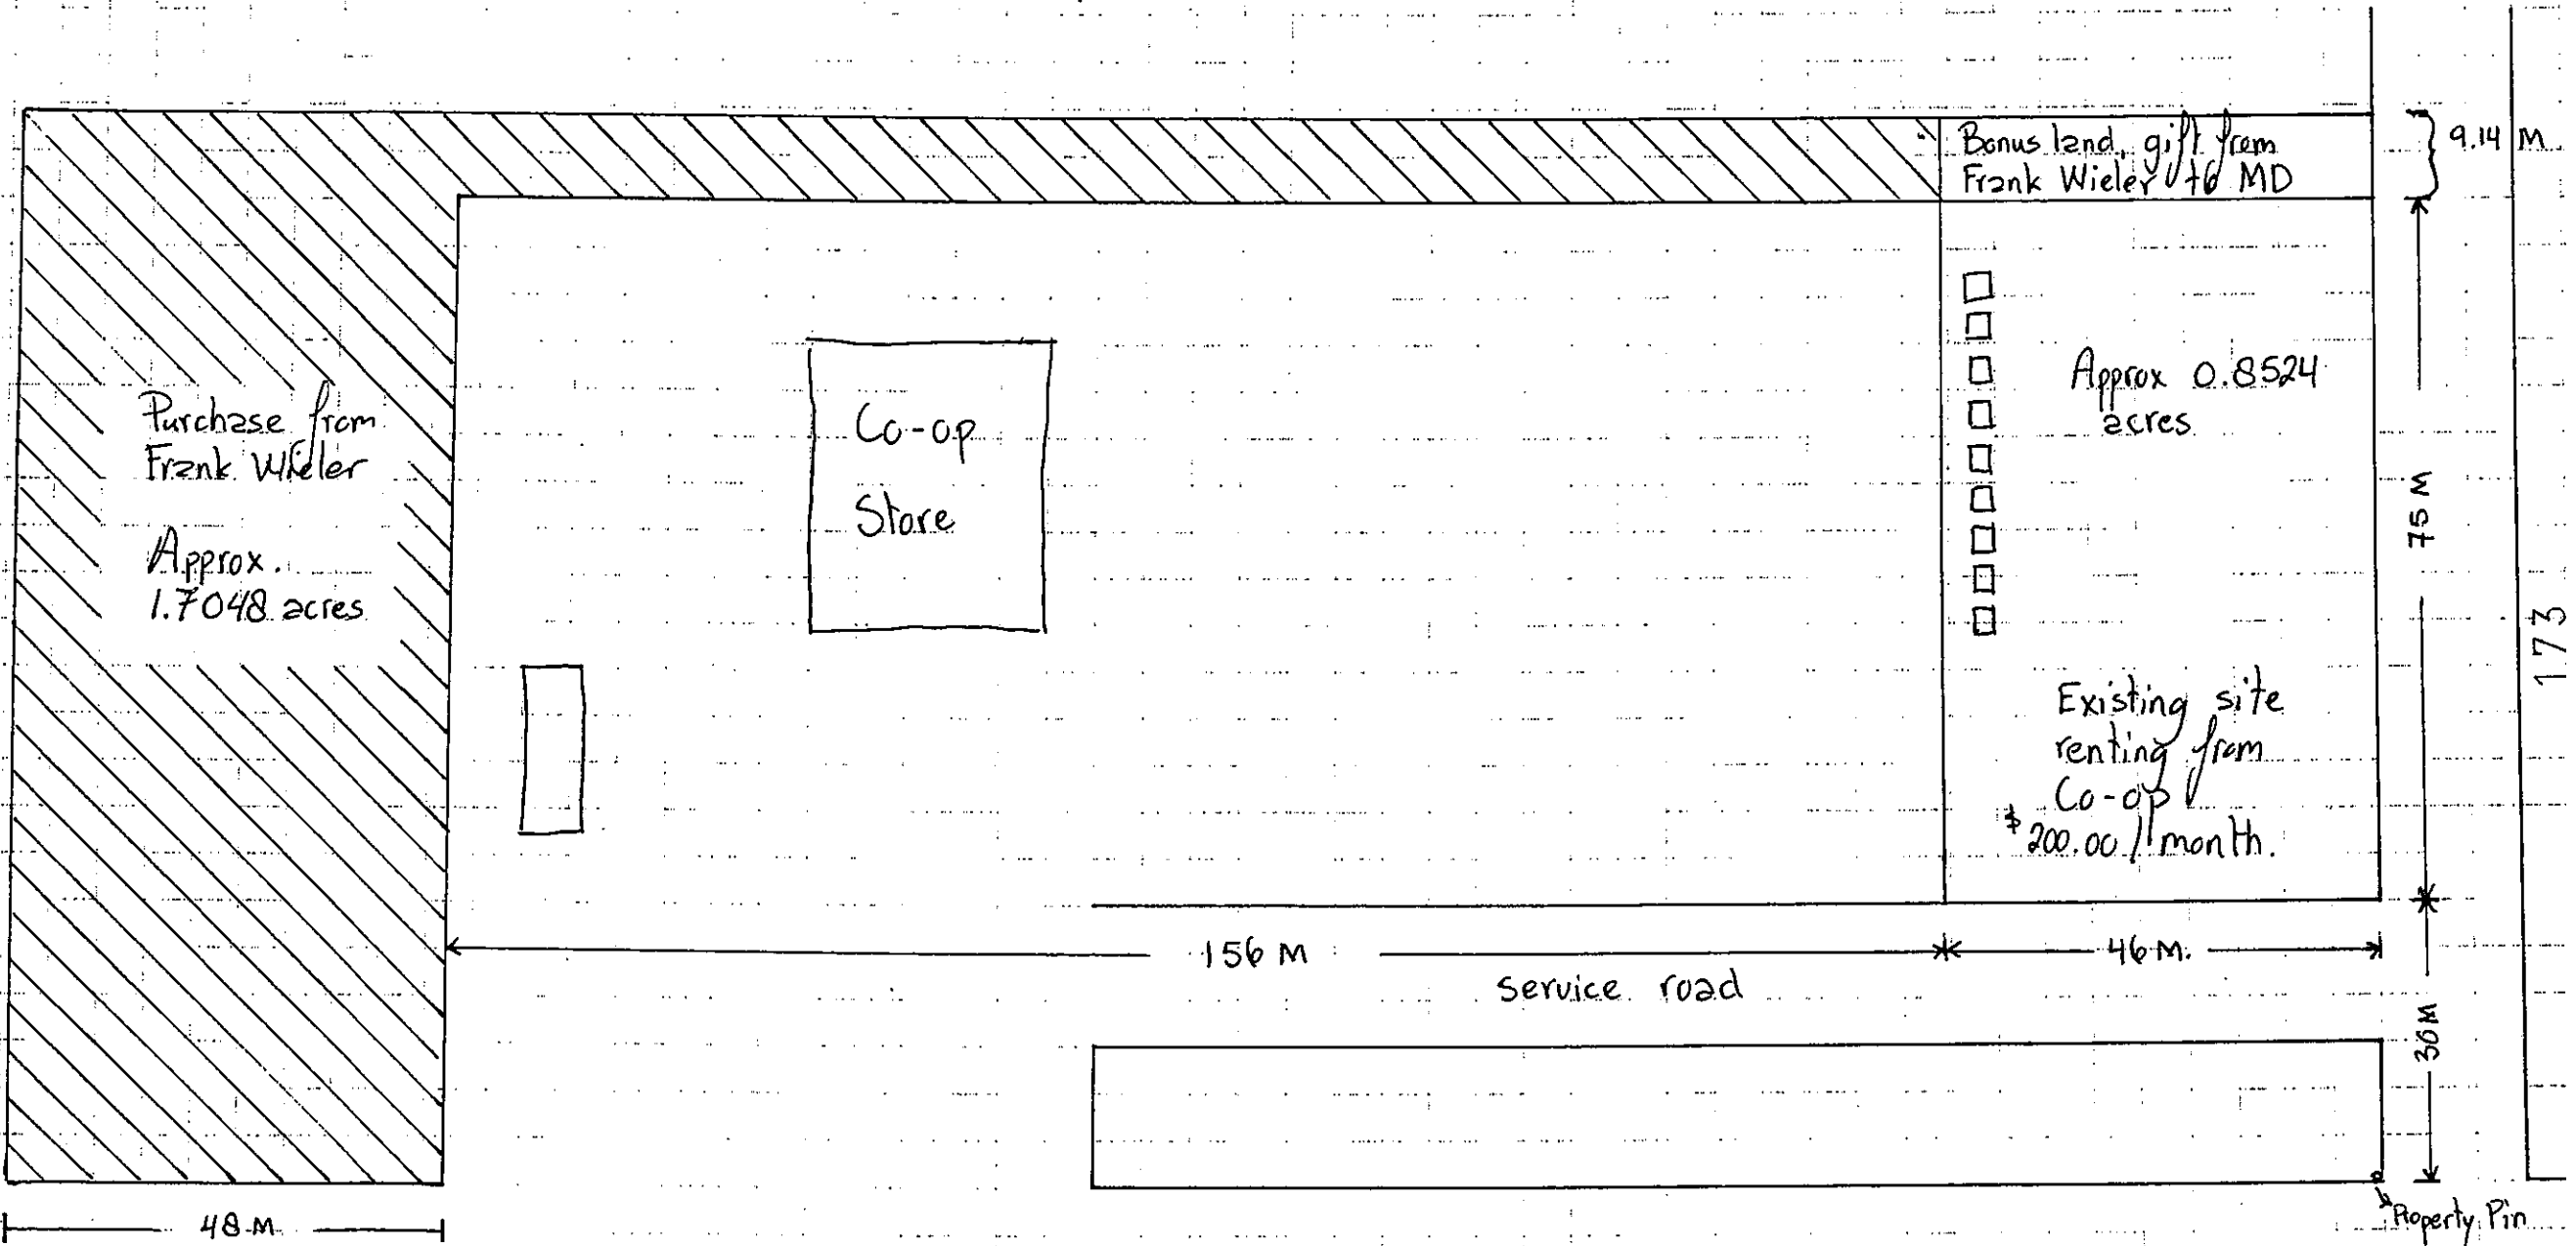 Bonus land, gift from
Frank Wieler to MD
9.14 M
Purchase from
Frank Wieler
Approx.
1.7048 acres
Co-op
Store
Approx 0.8524
acres
75 M
173
Existing site
renting from
Co-op
$200.00 / month.
156 M
46 M.
Service road
30 M
48 M
Property Pin